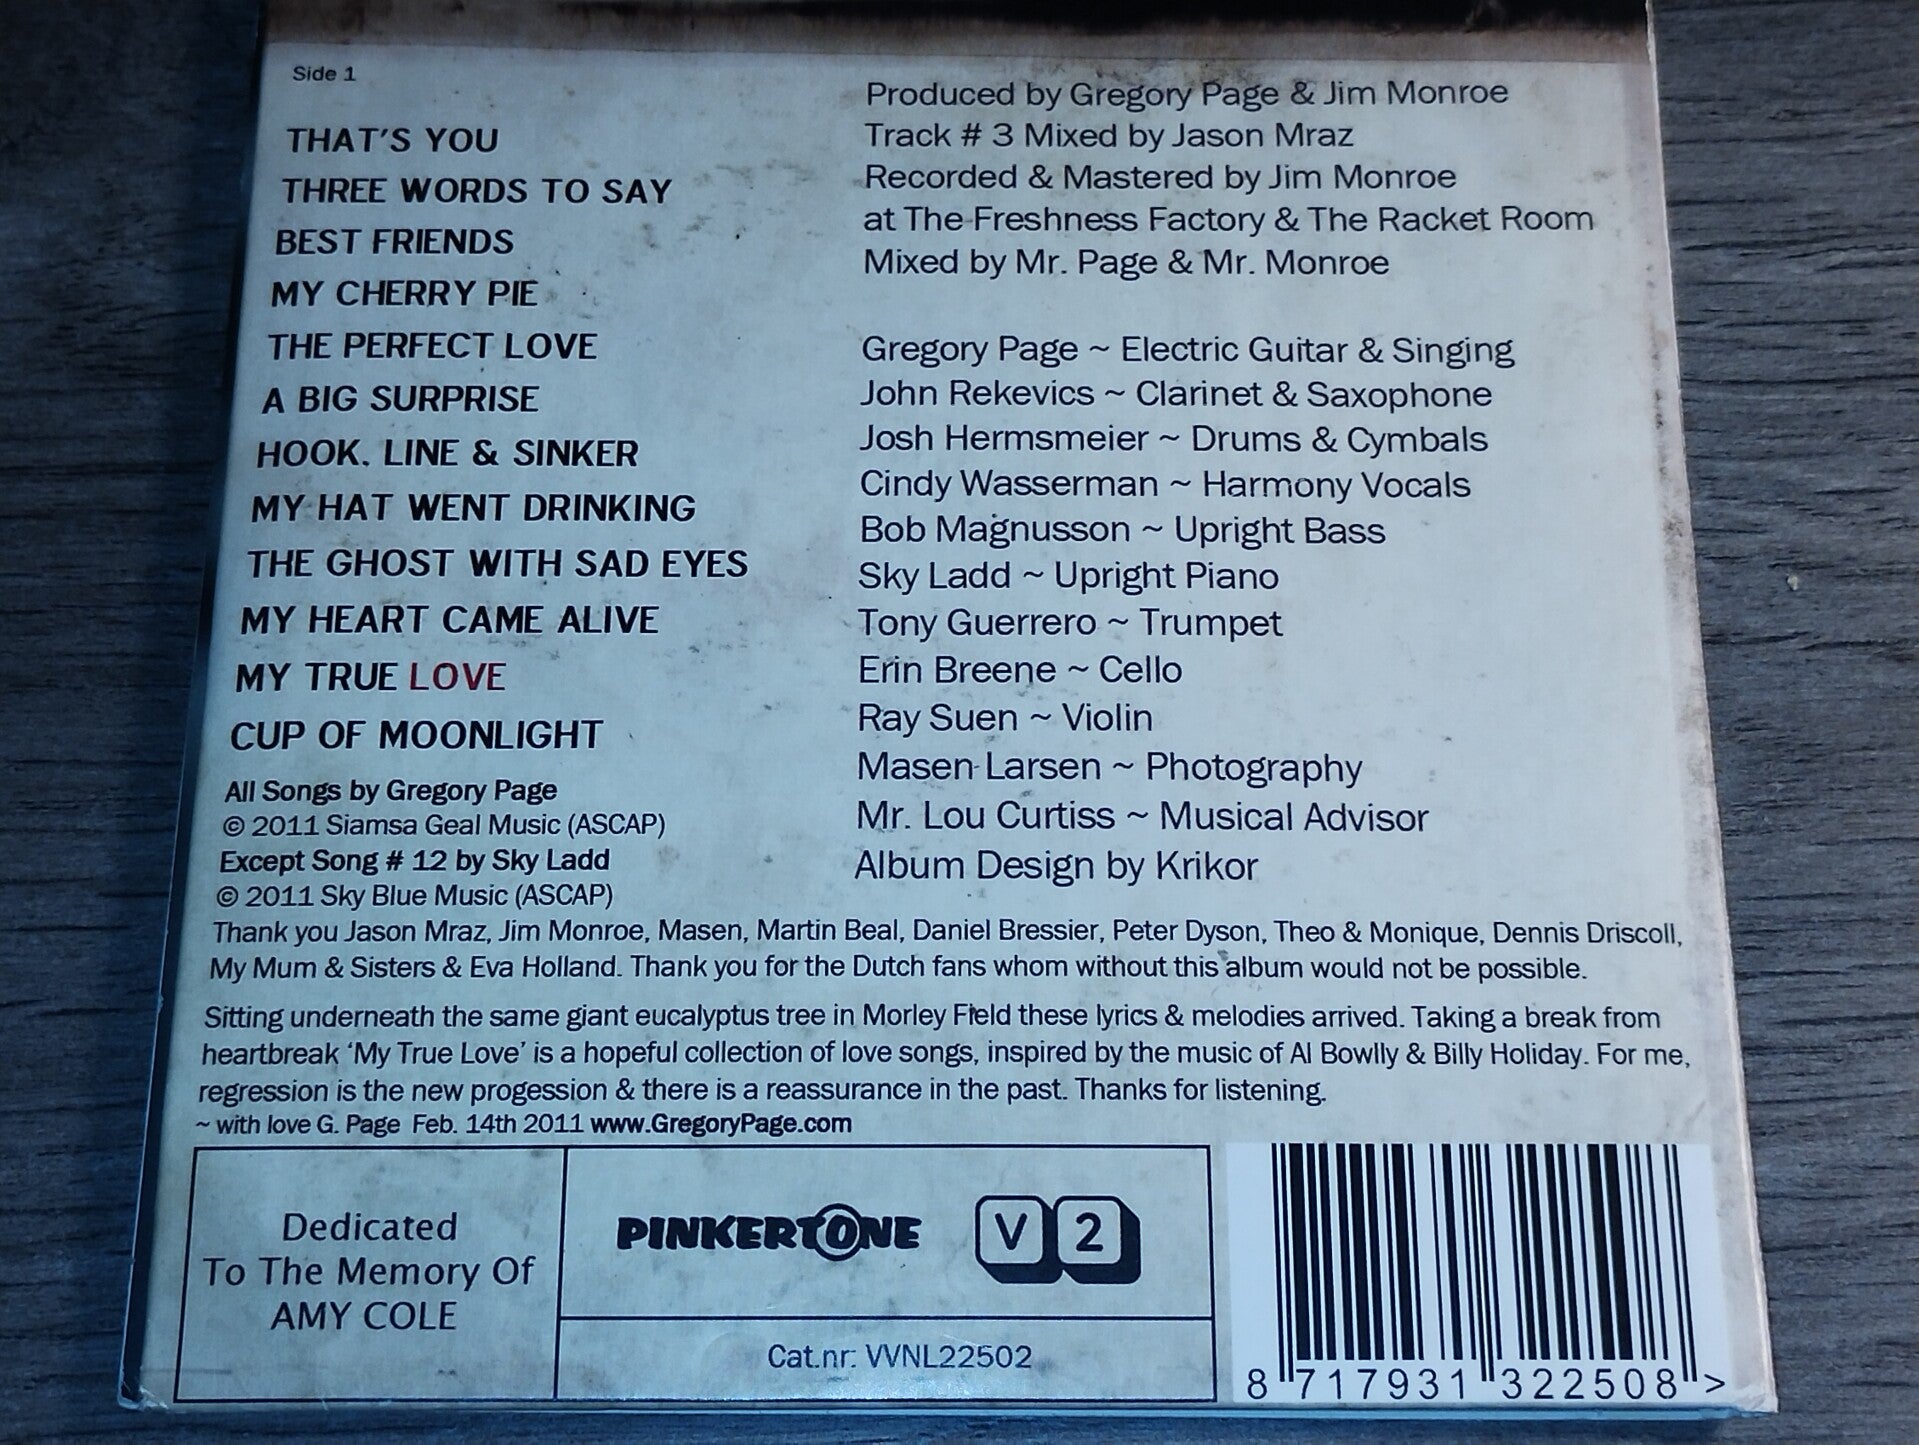 Side 1
THAT'S YOU
THREE WORDS TO SAY
BEST FRIENDS
MY CHERRY PIE
THE PERFECT LOVE
A BIG SURPRISE
HOOK, LINE & SINKER
MY HAT WENT DRINKING
THE GHOST WITH SAD EYES
MY HEART CAME ALIVE
MY TRUE LOVE
CUP OF MOONLIGHT
All Songs by Gregory Page
© 2011 Siamsa Geal Music (ASCAP)
Except Song # 12 by Sky Ladd
© 2011 Sky Blue Music (ASCAP)
Produced by Gregory Page & Jim Monroe
Track # 3 Mixed by Jason Mraz
Recorded & Mastered by Jim Monroe
at The Freshness Factory & The Racket Room
Mixed by Mr. Page & Mr. Monroe
Gregory Page ~ Electric Guitar & Singing
John Rekevics ~ Clarinet & Saxophone
Josh Hermsmeier ~ Drums & Cymbals
Cindy Wasserman ~ Harmony Vocals
Bob Magnusson ~ Upright Bass
Sky Ladd ~ Upright Piano
Tony Guerrero ~ Trumpet
Erin Breene ~ Cello
Ray Suen ~ Violin
Masen Larsen ~ Photography
Mr. Lou Curtiss ~ Musical Advisor
Album Design by Krikor
Thank you Jason Mraz, Jim Monroe, Masen, Martin Beal, Daniel Bressier, Peter Dyson, Theo & Monique, Dennis Driscoll,
My Mum & Sisters & Eva Holland. Thank you for the Dutch fans whom without this album would not be possible.
Sitting underneath the same giant eucalyptus tree in Morley Field these lyrics & melodies arrived. Taking a break from
heartbreak 'My True Love' is a hopeful collection of love songs, inspired by the music of Al Bowlly & Billy Holiday. For me,
regression is the new progession & there is a reassurance in the past. Thanks for listening.
~ with love G. Page Feb. 14th 2011 www.GregoryPage.com
Dedicated
To The Memory Of
AMY COLE
PINKERTONE V2
Cat.nr: VVNL22502
8 717931 322508 >